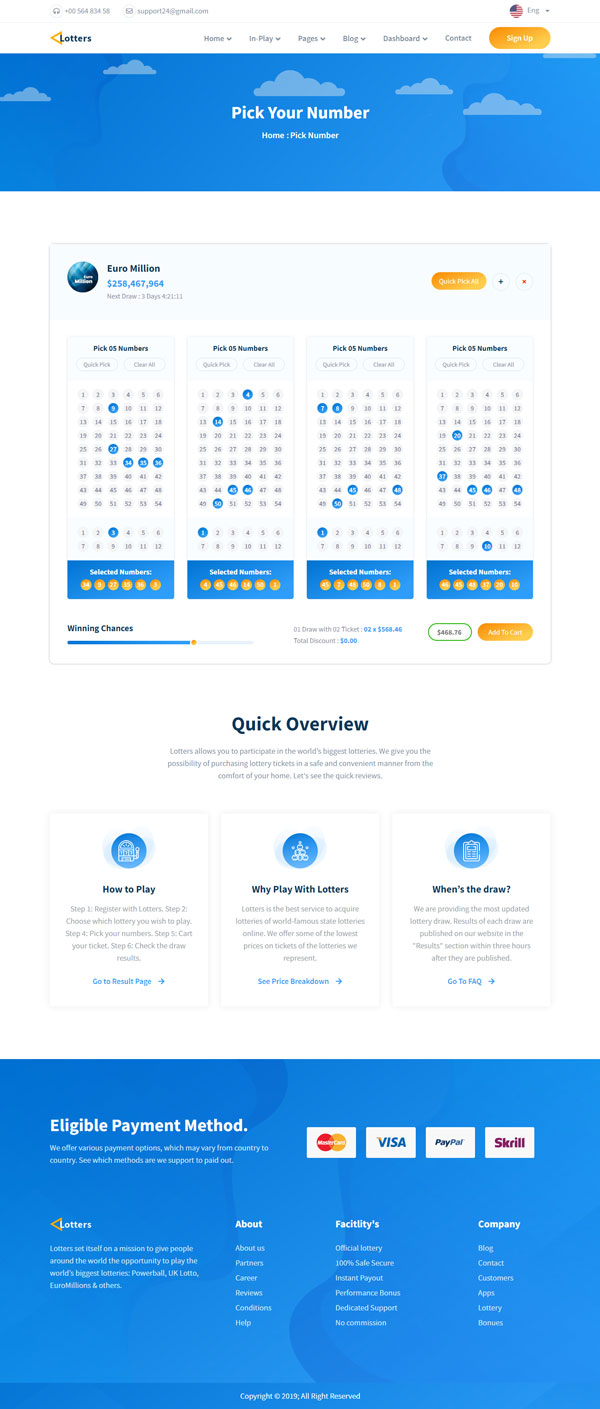 +00 564 834 58 support24@gmail.com Eng
Lotters Home In-Play Pages Blog Dashboard Contact Sign Up
Pick Your Number
Home : Pick Number
Euro Million
$258,467,964
Next Draw : 3 Days 4:21:11
Euro
Million
Quick Pick All + ×
Pick 05 Numbers Pick 05 Numbers Pick 05 Numbers Pick 05 Numbers
Quick Pick Clear All Quick Pick Clear All Quick Pick Clear All Quick Pick Clear All
1 2 3 4 5 6 1 2 3 4 5 6 1 2 3 4 5 6 1 2 3 4 5 6
7 8 9 10 11 12 7 8 9 10 11 12 7 8 9 10 11 12 7 8 9 10 11 12
13 14 15 16 17 18 13 14 15 16 17 18 13 14 15 16 17 18 13 14 15 16 17 18
19 20 21 22 23 24 19 20 21 22 23 24 19 20 21 22 23 24 19 20 21 22 23 24
25 26 27 28 29 30 25 26 27 28 29 30 25 26 27 28 29 30 25 26 27 28 29 30
31 32 33 34 35 36 31 32 33 34 35 36 31 32 33 34 35 36 31 32 33 34 35 36
37 38 39 40 41 42 37 38 39 40 41 42 37 38 39 40 41 42 37 38 39 40 41 42
43 44 45 46 47 48 43 44 45 46 47 48 43 44 45 46 47 48 43 44 45 46 47 48
49 50 51 52 53 54 49 50 51 52 53 54 49 50 51 52 53 54 49 50 51 52 53 54
1 2 3 4 5 6 1 2 3 4 5 6 1 2 3 4 5 6 1 2 3 4 5 6
7 8 9 10 11 12 7 8 9 10 11 12 7 8 9 10 11 12 7 8 9 10 11 12
Selected Numbers: Selected Numbers: Selected Numbers: Selected Numbers:
34 9 27 35 36 3 4 45 46 14 50 1 45 7 48 50 8 1 46 45 48 37 20 10
Winning Chances
01 Draw with 02 Ticket : 02 x $568.46
Total Discount : $0.00
$468.76 Add To Cart
Quick Overview
Lotters allows you to participate in the world's biggest lotteries. We give you the
possibility of purchasing lottery tickets in a safe and convenient manner from the
comfort of your home. Let's see the quick reviews.
How to Play
Step 1: Register with Lotters. Step 2:
Choose which lottery you wish to play.
Step 4: Pick your numbers. Step 5: Cart
your ticket. Step 6: Check the draw
results.
Go to Result Page
Why Play With Lotters
Lotters is the best service to acquire
lotteries of world-famous state lotteries
online. We offer some of the lowest
prices on tickets of the lotteries we
represent.
See Price Breakdown
When's the draw?
We are providing the most updated
lottery draw. Results of each draw are
published on our website in the
"Results" section within three hours
after they are published.
Go To FAQ
Eligible Payment Method.
We offer various payment options, which may vary from country to
country. See which methods are we support to paid out.
MasterCard VISA PayPal Skrill
Lotters
Lotters set itself on a mission to give people
around the world the opportunity to play the
world's biggest lotteries: Powerball, UK Lotto,
EuroMillions & others.
About
About us
Partners
Career
Reviews
Conditions
Help
Facitlity's
Official lottery
100% Safe Secure
Instant Payout
Performance Bonus
Dedicated Support
No commission
Company
Blog
Contact
Customers
Apps
Lottery
Bonues
Copyright © 2019; All Right Reserved